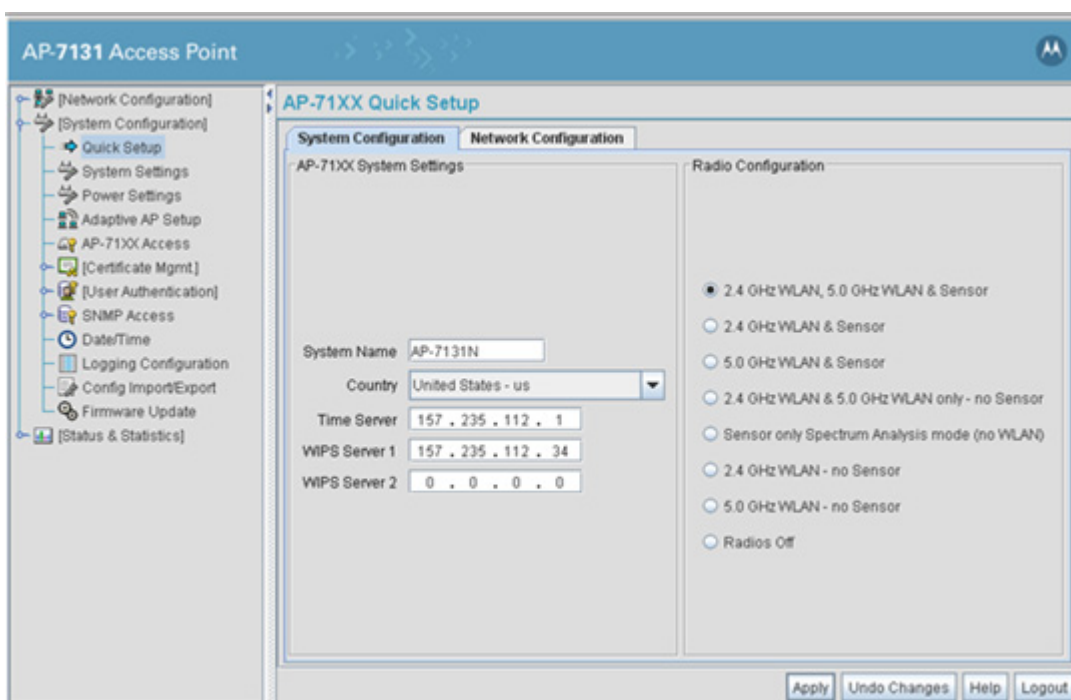 AP-7131 Access Point
[Network Configuration]
[System Configuration]
Quick Setup
System Settings
Power Settings
Adaptive AP Setup
AP-71XX Access
[Certificate Mgmt.]
[User Authentication]
SNMP Access
Date/Time
Logging Configuration
Config Import/Export
Firmware Update
[Status & Statistics]
AP-71XX Quick Setup
System Configuration
Network Configuration
AP-71XX System Settings
System Name AP-7131N
Country United States - us
Time Server 157 . 235 . 112 . 1
WIPS Server 1 157 . 235 . 112 . 34
WIPS Server 2 0 . 0 . 0 . 0
Radio Configuration
2.4 GHz WLAN, 5.0 GHz WLAN & Sensor
2.4 GHz WLAN & Sensor
5.0 GHz WLAN & Sensor
2.4 GHz WLAN & 5.0 GHz WLAN only - no Sensor
Sensor only Spectrum Analysis mode (no WLAN)
2.4 GHz WLAN - no Sensor
5.0 GHz WLAN - no Sensor
Radios Off
Apply
Undo Changes
Help
Logout